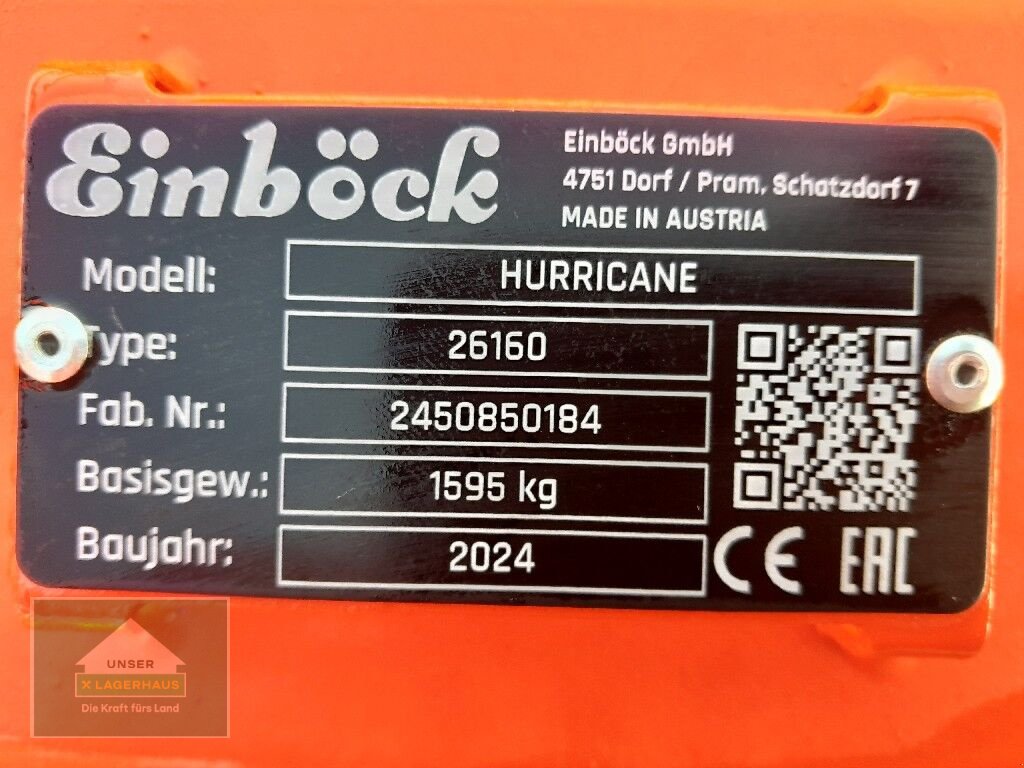 Einböck
Einböck GmbH
4751 Dorf / Pram, Schatzdorf 7
MADE IN AUSTRIA
Modell: HURRICANE
Type: 26160
Fab. Nr.: 2450850184
Basisgew.: 1595 kg
Baujahr: 2024
CE EAC
UNSER
X LAGERHAUS
Die Kraft fürs Land